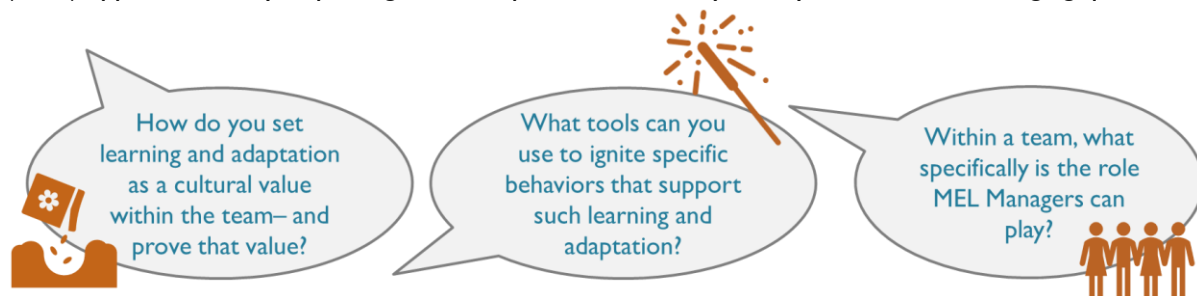 How do you set
learning and adaptation
as a cultural value
within the team– and
prove that value?
What tools can you
use to ignite specific
behaviors that support
such learning and
adaptation?
Within a team, what
specifically is the role
MEL Managers can
play?